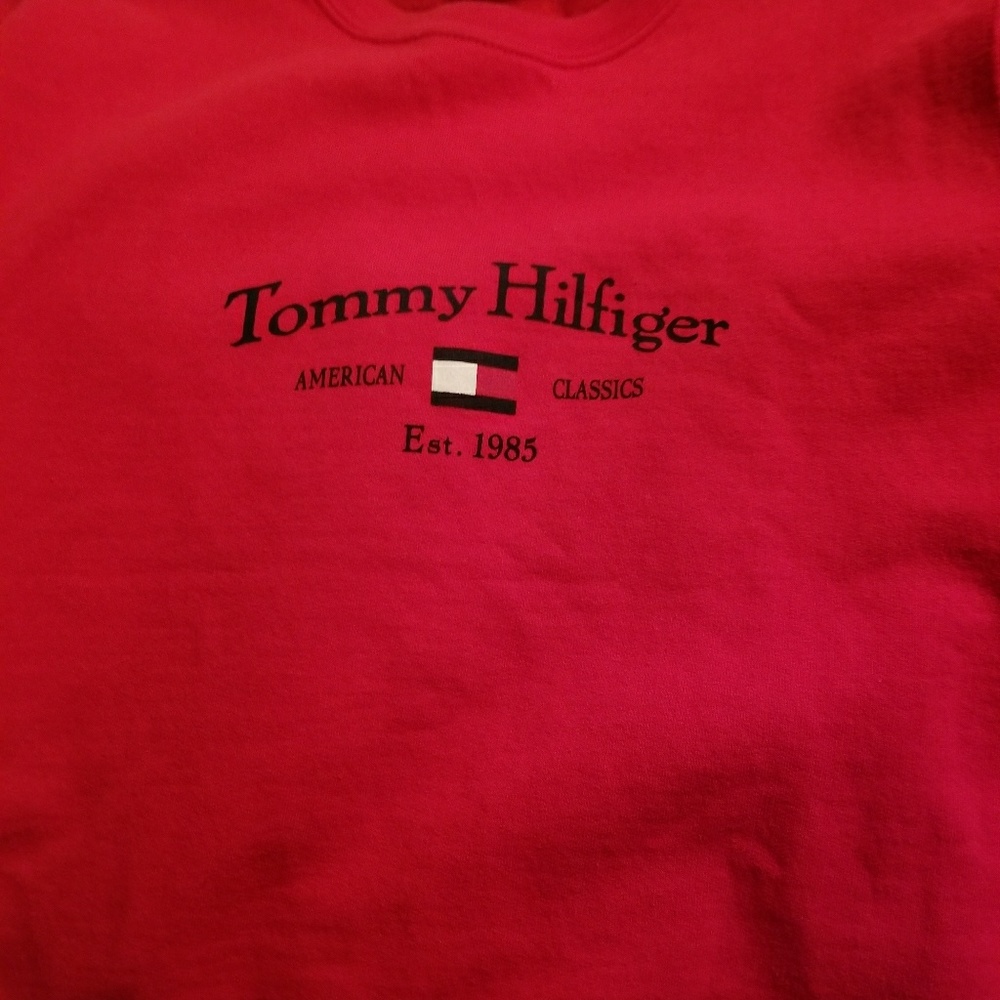 Tommy Hilfiger
AMERICAN CLASSICS
Est. 1985